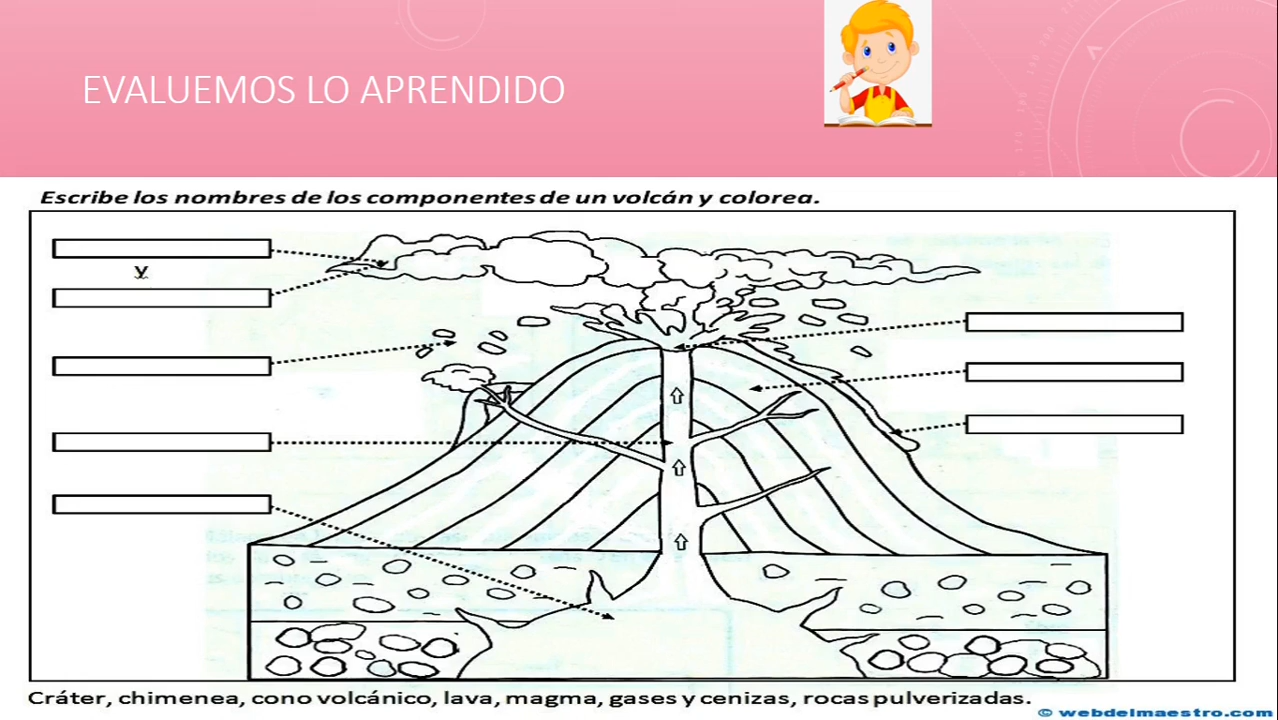 EVALUEMOS LO APRENDIDO
Escribe los nombres de los componentes de un volcán y colorea.
y
Cráter, chimenea, cono volcánico, lava, magma, gases y cenizas, rocas pulverizadas.
© webdelmaestro.com